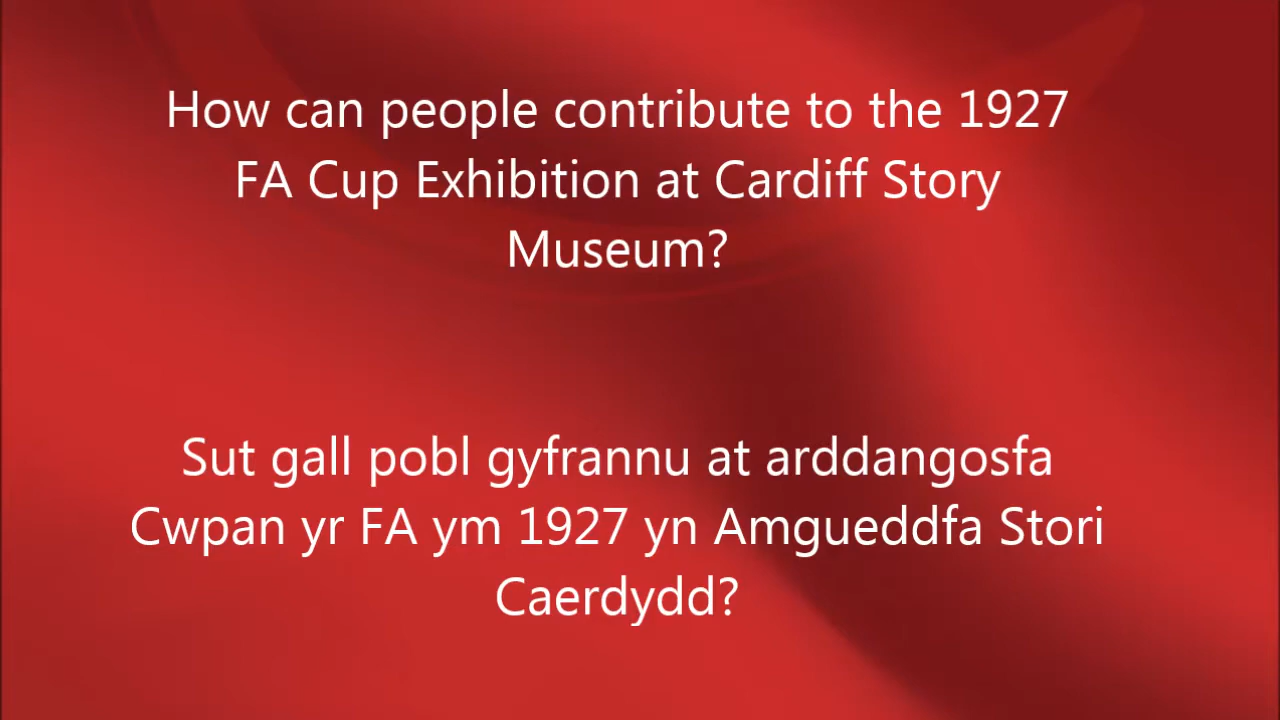 How can people contribute to the 1927
FA Cup Exhibition at Cardiff Story
Museum?
Sut gall pobl gyfrannu at arddangosfa
Cwpan yr FA ym 1927 yn Amgueddfa Stori
Caerdydd?